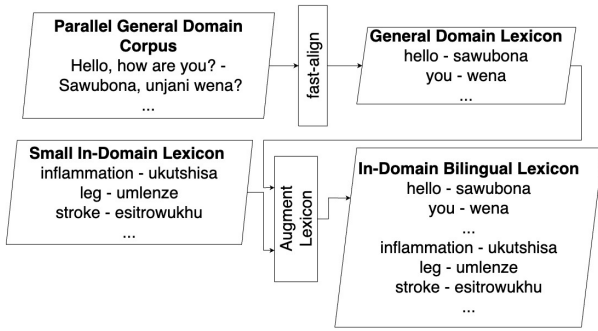 Parallel General Domain
Corpus
Hello, how are you? -
Sawubona, unjani wena?
...
fast-align
General Domain Lexicon
hello - sawubona
you - wena
...
Small In-Domain Lexicon
inflammation - ukutshisa
leg - umlenze
stroke - esitrowukhu
...
Augment
Lexicon
In-Domain Bilingual Lexicon
hello - sawubona
you - wena
...
inflammation - ukutshisa
leg - umlenze
stroke - esitrowukhu
...